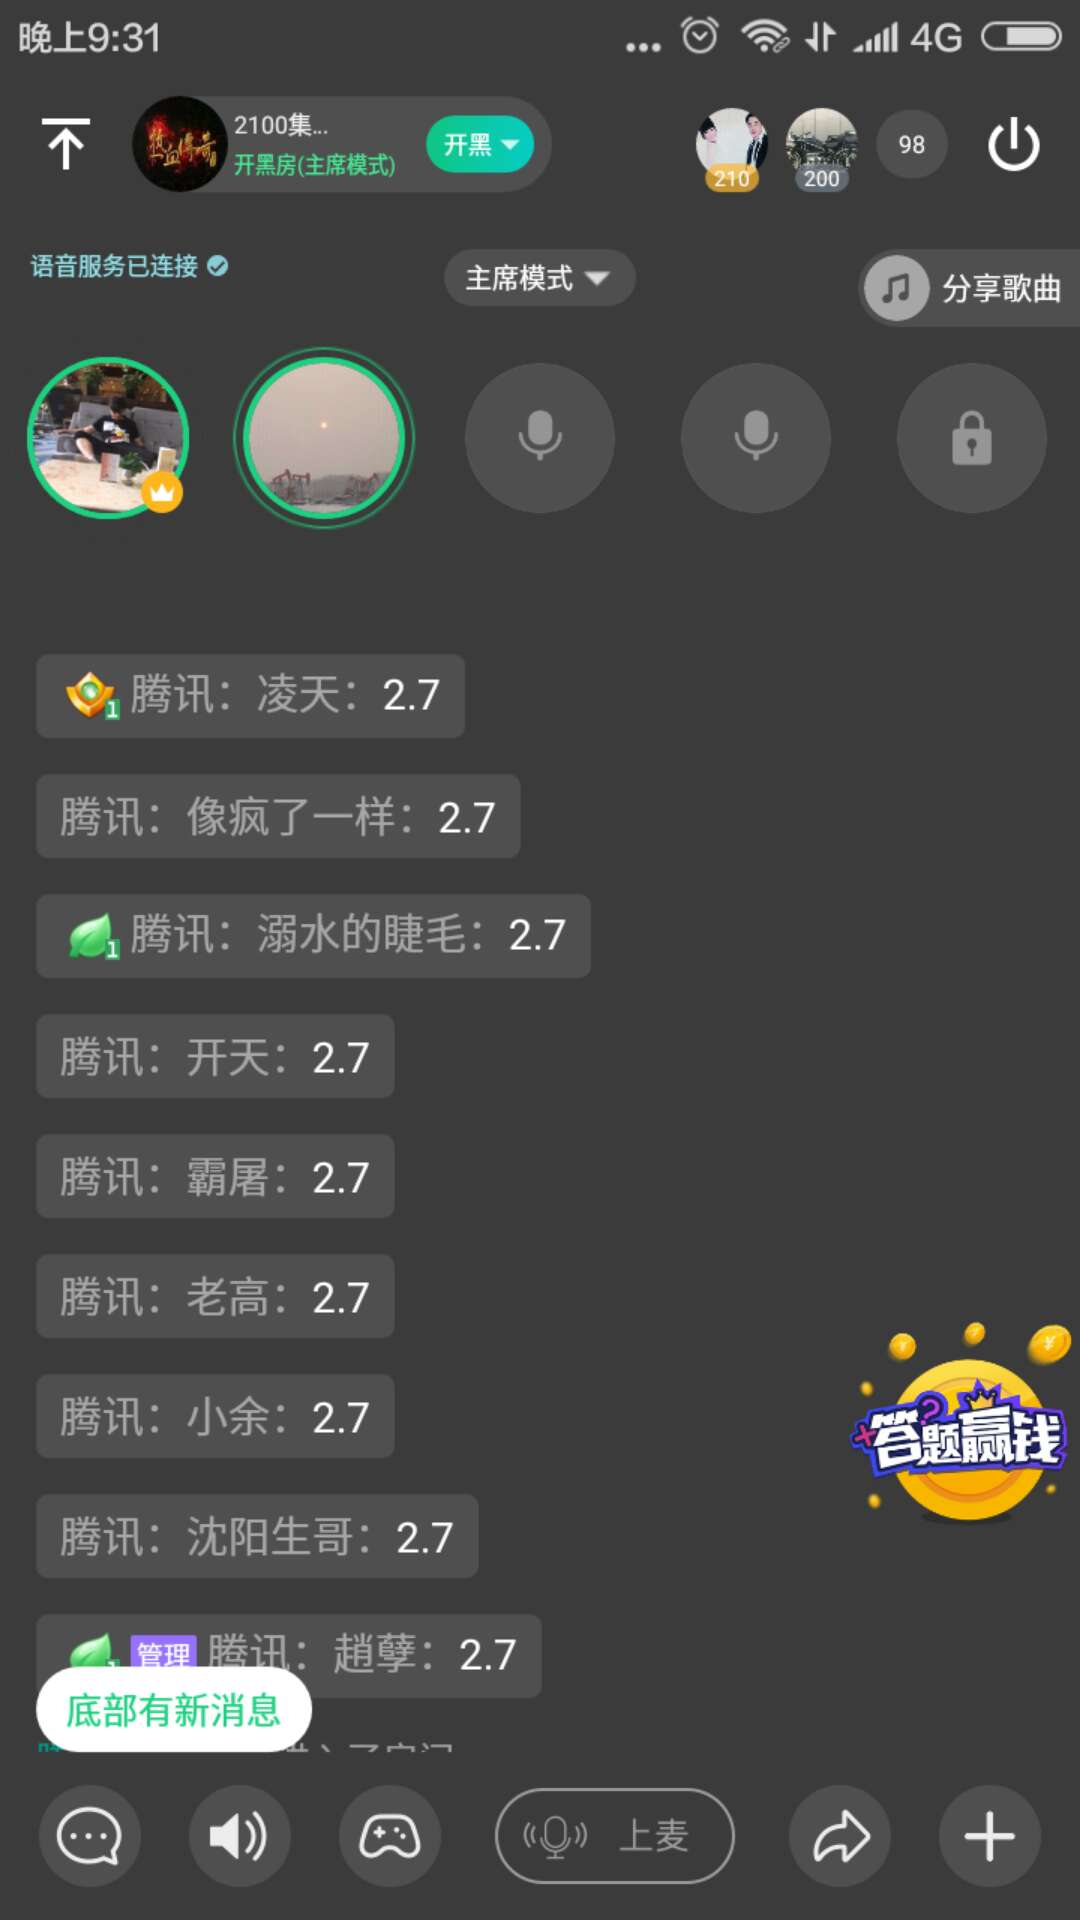 晚上9:31
4G
热血传奇
2100集...
开黑房(主席模式)
开黑
210
200
98
语音服务已连接
主席模式
分享歌曲
1 腾讯：凌天：2.7
腾讯：像疯了一样：2.7
1 腾讯：溺水的睫毛：2.7
腾讯：开天：2.7
腾讯：霸屠：2.7
腾讯：老高：2.7
腾讯：小余：2.7
腾讯：沈阳生哥：2.7
管理 腾讯：趙孽：2.7
答题赢钱
底部有新消息
上麦